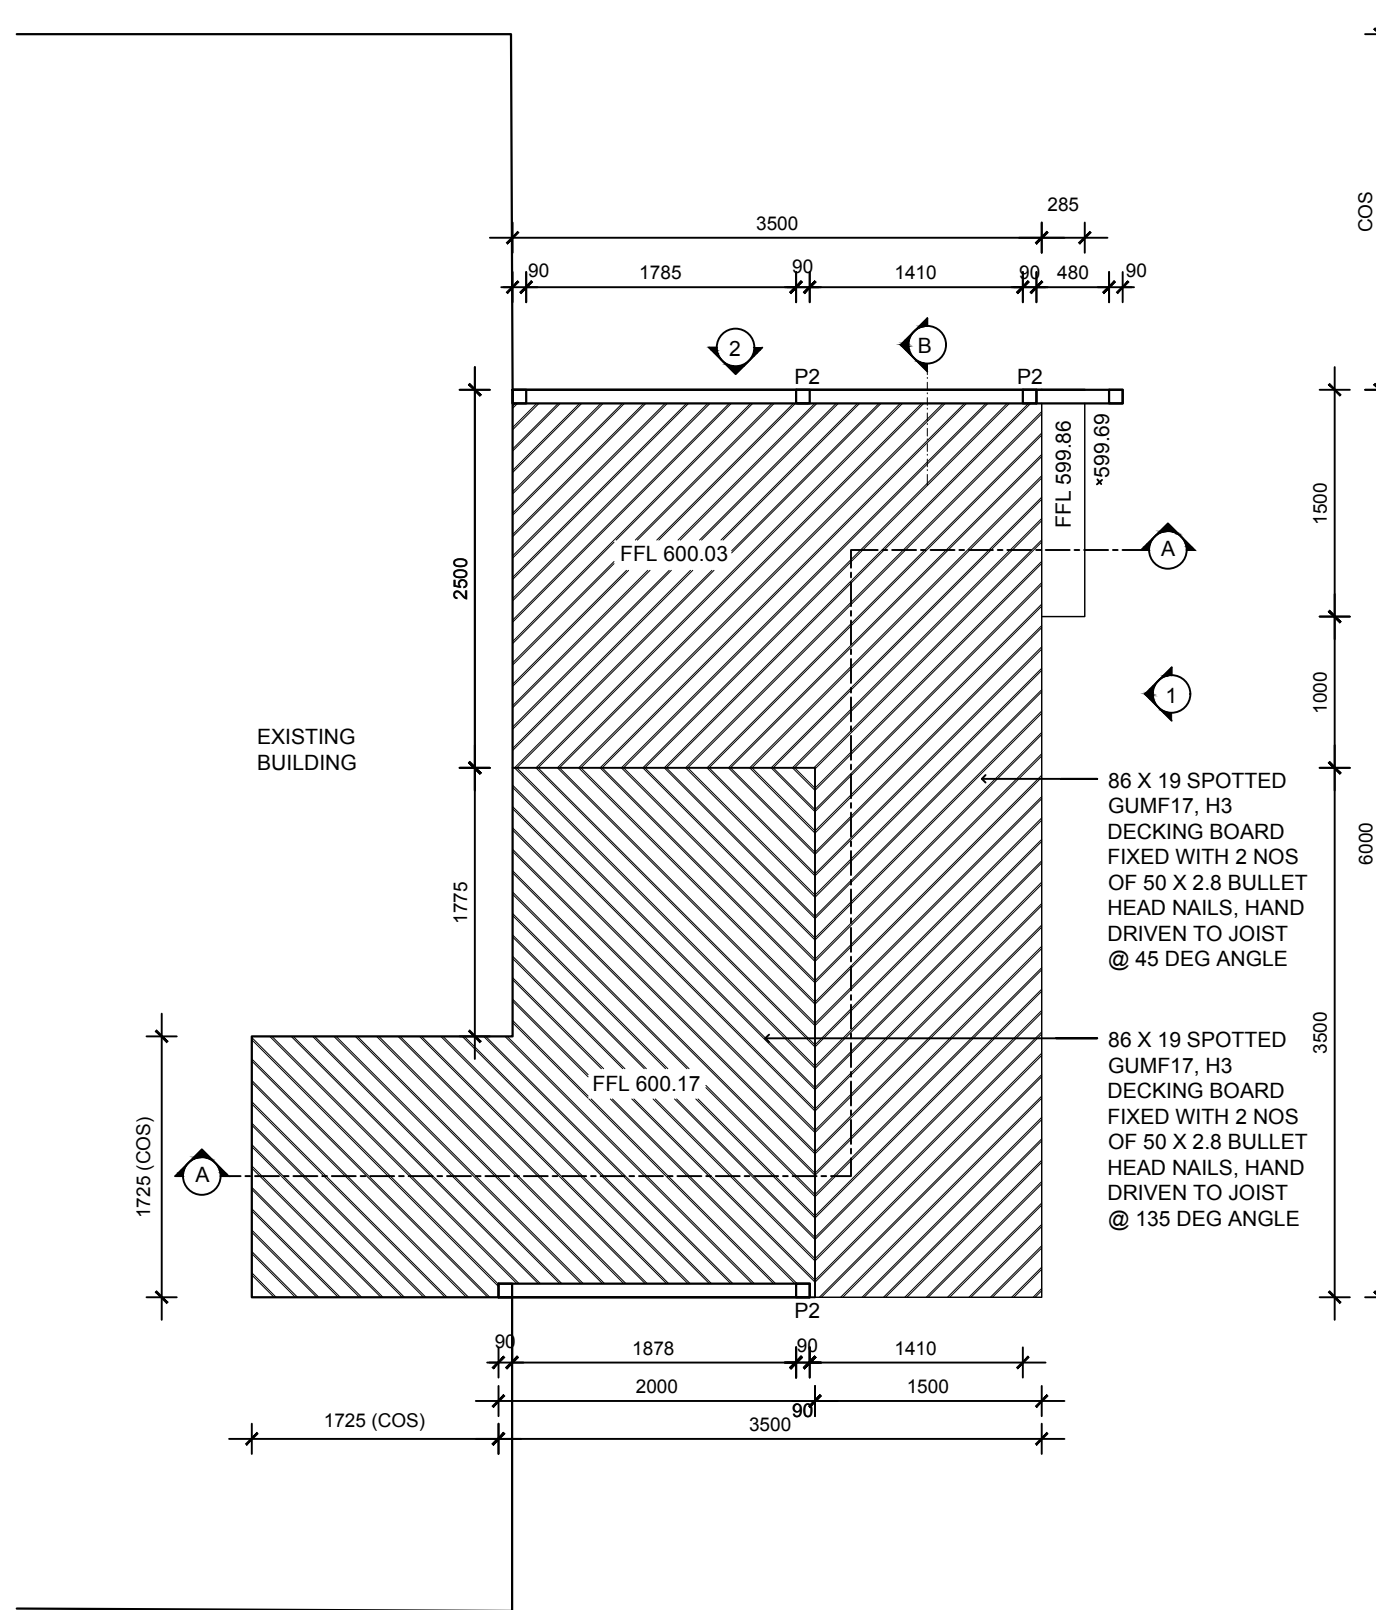 COS
285
3500
90
1785
90
1410
90
480
90
2
B
P2
P2
FFL 599.86
×599.69
1500
FFL 600.03
A
2500
1000
1
EXISTING
BUILDING
86 X 19 SPOTTED
GUMF17, H3
DECKING BOARD
FIXED WITH 2 NOS
OF 50 X 2.8 BULLET
HEAD NAILS, HAND
DRIVEN TO JOIST
@ 45 DEG ANGLE
6000
1775
3500
86 X 19 SPOTTED
GUMF17, H3
DECKING BOARD
FIXED WITH 2 NOS
OF 50 X 2.8 BULLET
HEAD NAILS, HAND
DRIVEN TO JOIST
@ 135 DEG ANGLE
FFL 600.17
1725 (COS)
A
P2
90
1878
90
1410
2000
1500
90
1725 (COS)
3500